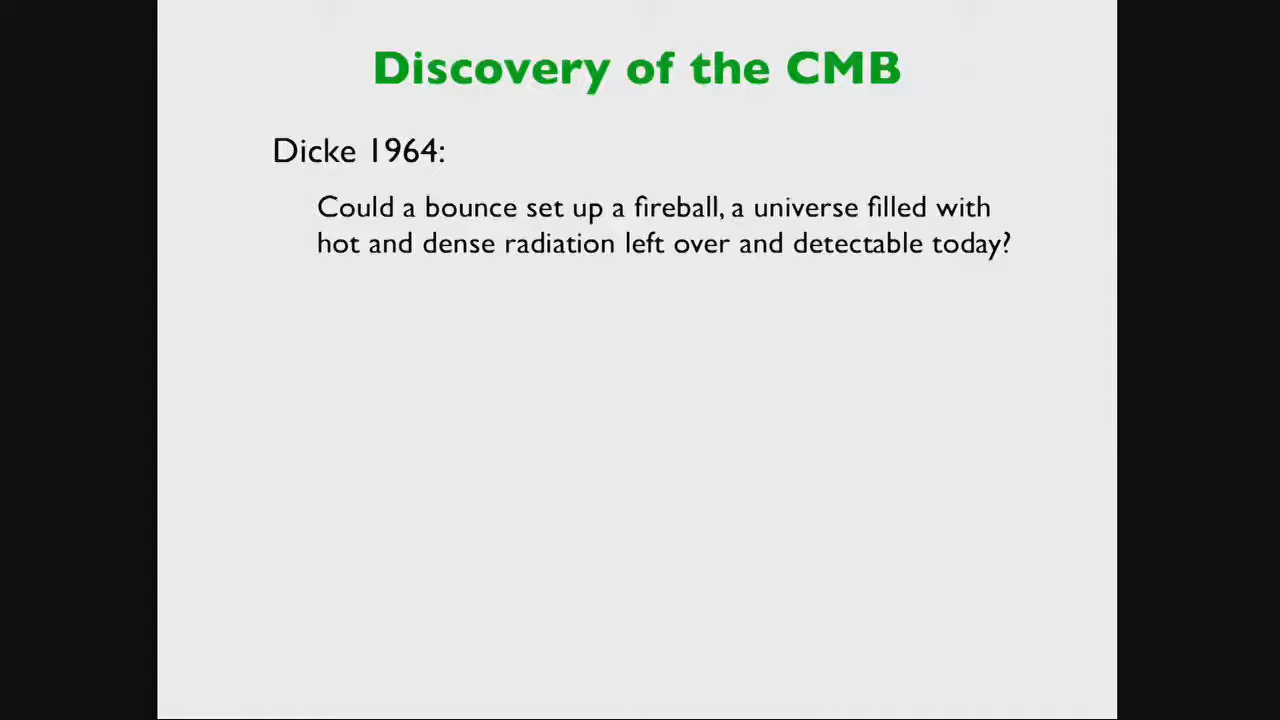 Discovery of the CMB
Dicke 1964:
Could a bounce set up a fireball, a universe filled with
hot and dense radiation left over and detectable today?